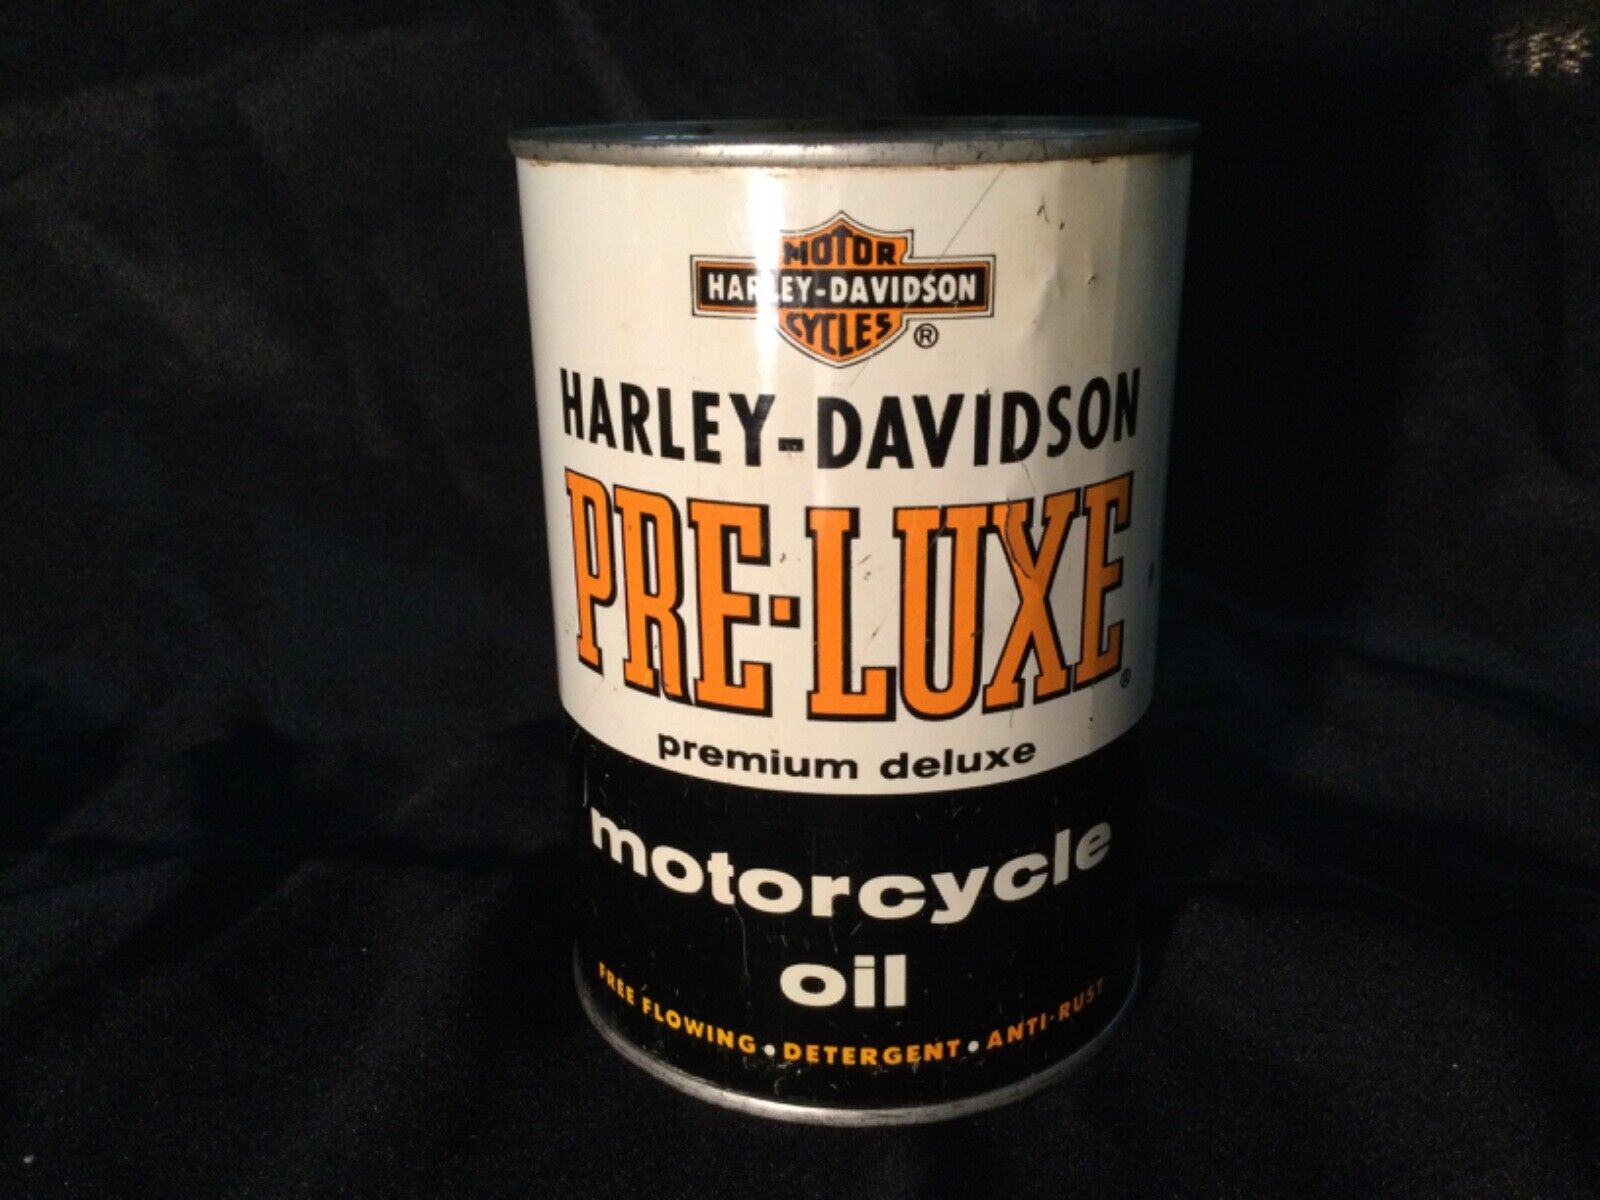 MOTOR
HARLEY-DAVIDSON
CYCLES ®
HARLEY-DAVIDSON
PRE·LUXE®
premium deluxe
motorcycle
oil
FREE FLOWING • DETERGENT • ANTI-RUST